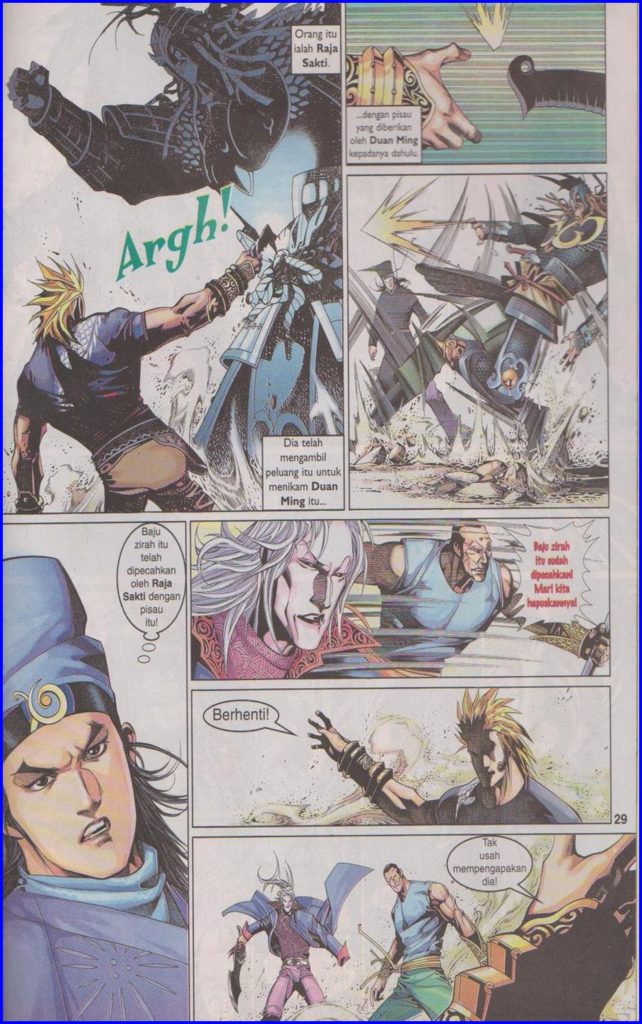 Orang itu
ialah Raja
Sakti.
Argh!
Dia telah
mengambil
peluang itu untuk
menikam Duan
Ming itu...
...dengan pisau
yang diberikan
oleh Duan Ming
kepadanya dahulu.
Baju
zirah itu
telah
dipecahkan
oleh Raja
Sakti dengan
pisau
itu!
Baju zirah
itu sudah
dipecahkan!
Mari kita
hapuskannya!
Berhenti!
29
Tak
usah
mempengapakan
dia!